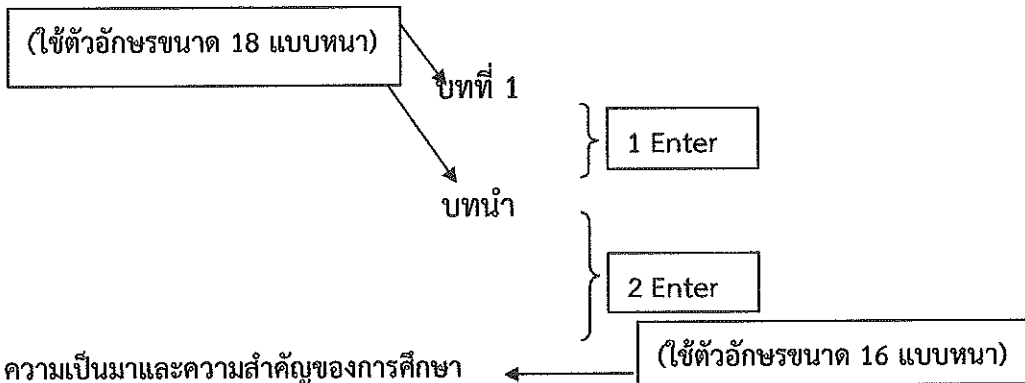 (ใช้ตัวอักษรขนาด 18 แบบหนา)
บทที่ 1
1 Enter
บทนำ
2 Enter
(ใช้ตัวอักษรขนาด 16 แบบหนา)
ความเป็นมาและความสำคัญของการศึกษา